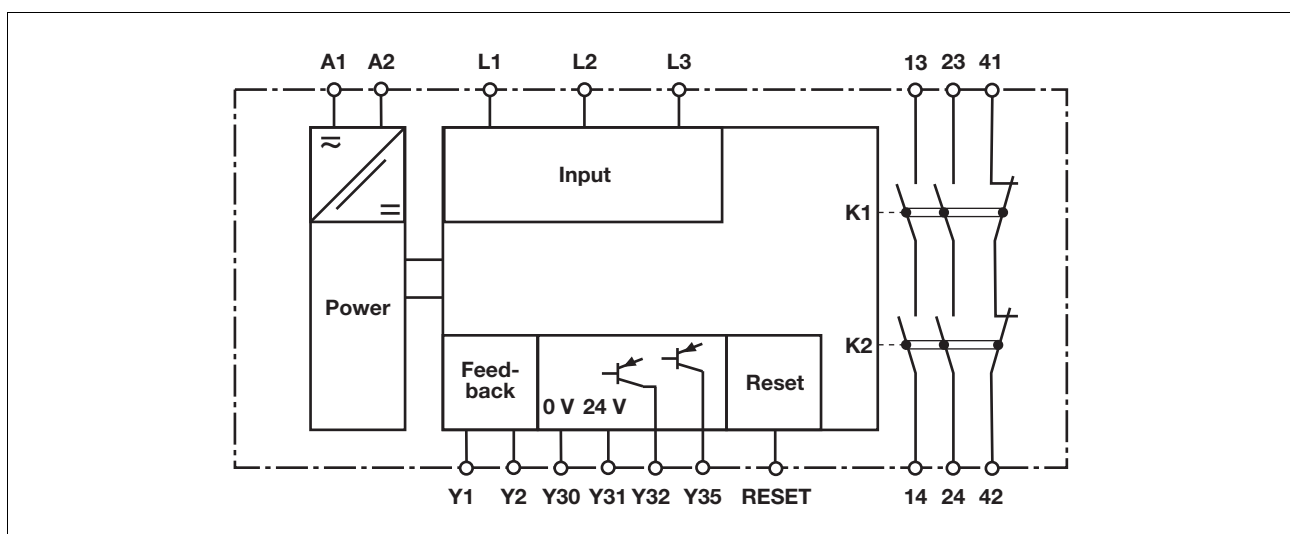 A1 A2 L1 L2 L3 13 23 41
Input
K1
Power
K2
Feed-
back
0 V 24 V
Reset
Y1 Y2 Y30 Y31 Y32 Y35 RESET 14 24 42